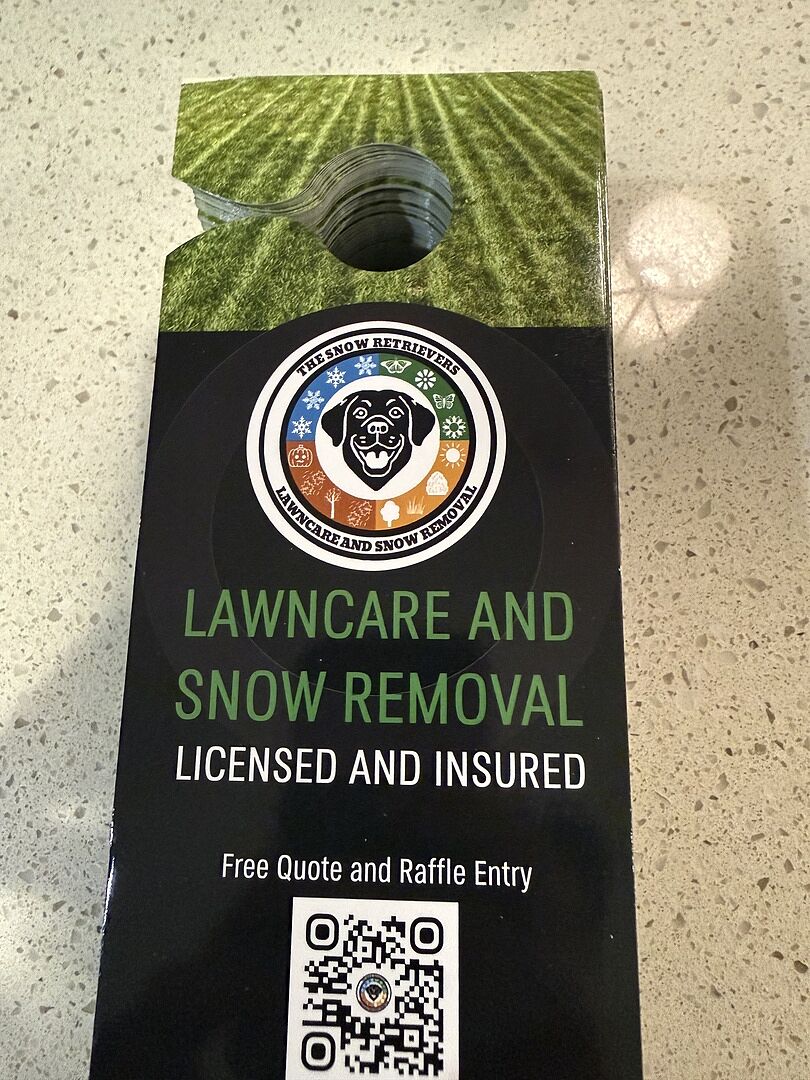 THE SNOW RETRIEVERS
LAWNCARE AND SNOW REMOVAL
LAWNCARE AND
SNOW REMOVAL
LICENSED AND INSURED
Free Quote and Raffle Entry